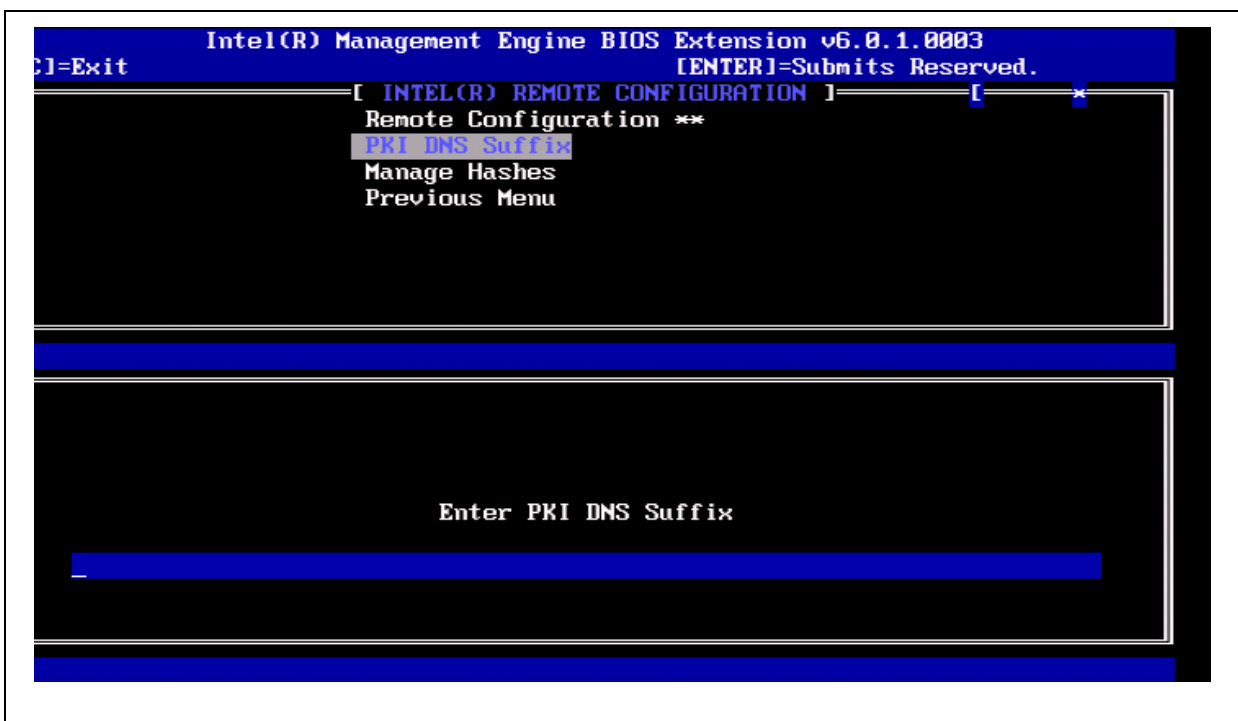 Intel(R) Management Engine BIOS Extension v6.0.1.0003
C]=Exit [ENTER]=Submits Reserved.
[ INTEL(R) REMOTE CONFIGURATION ] [ *
Remote Configuration **
PKI DNS Suffix
Manage Hashes
Previous Menu
Enter PKI DNS Suffix
_